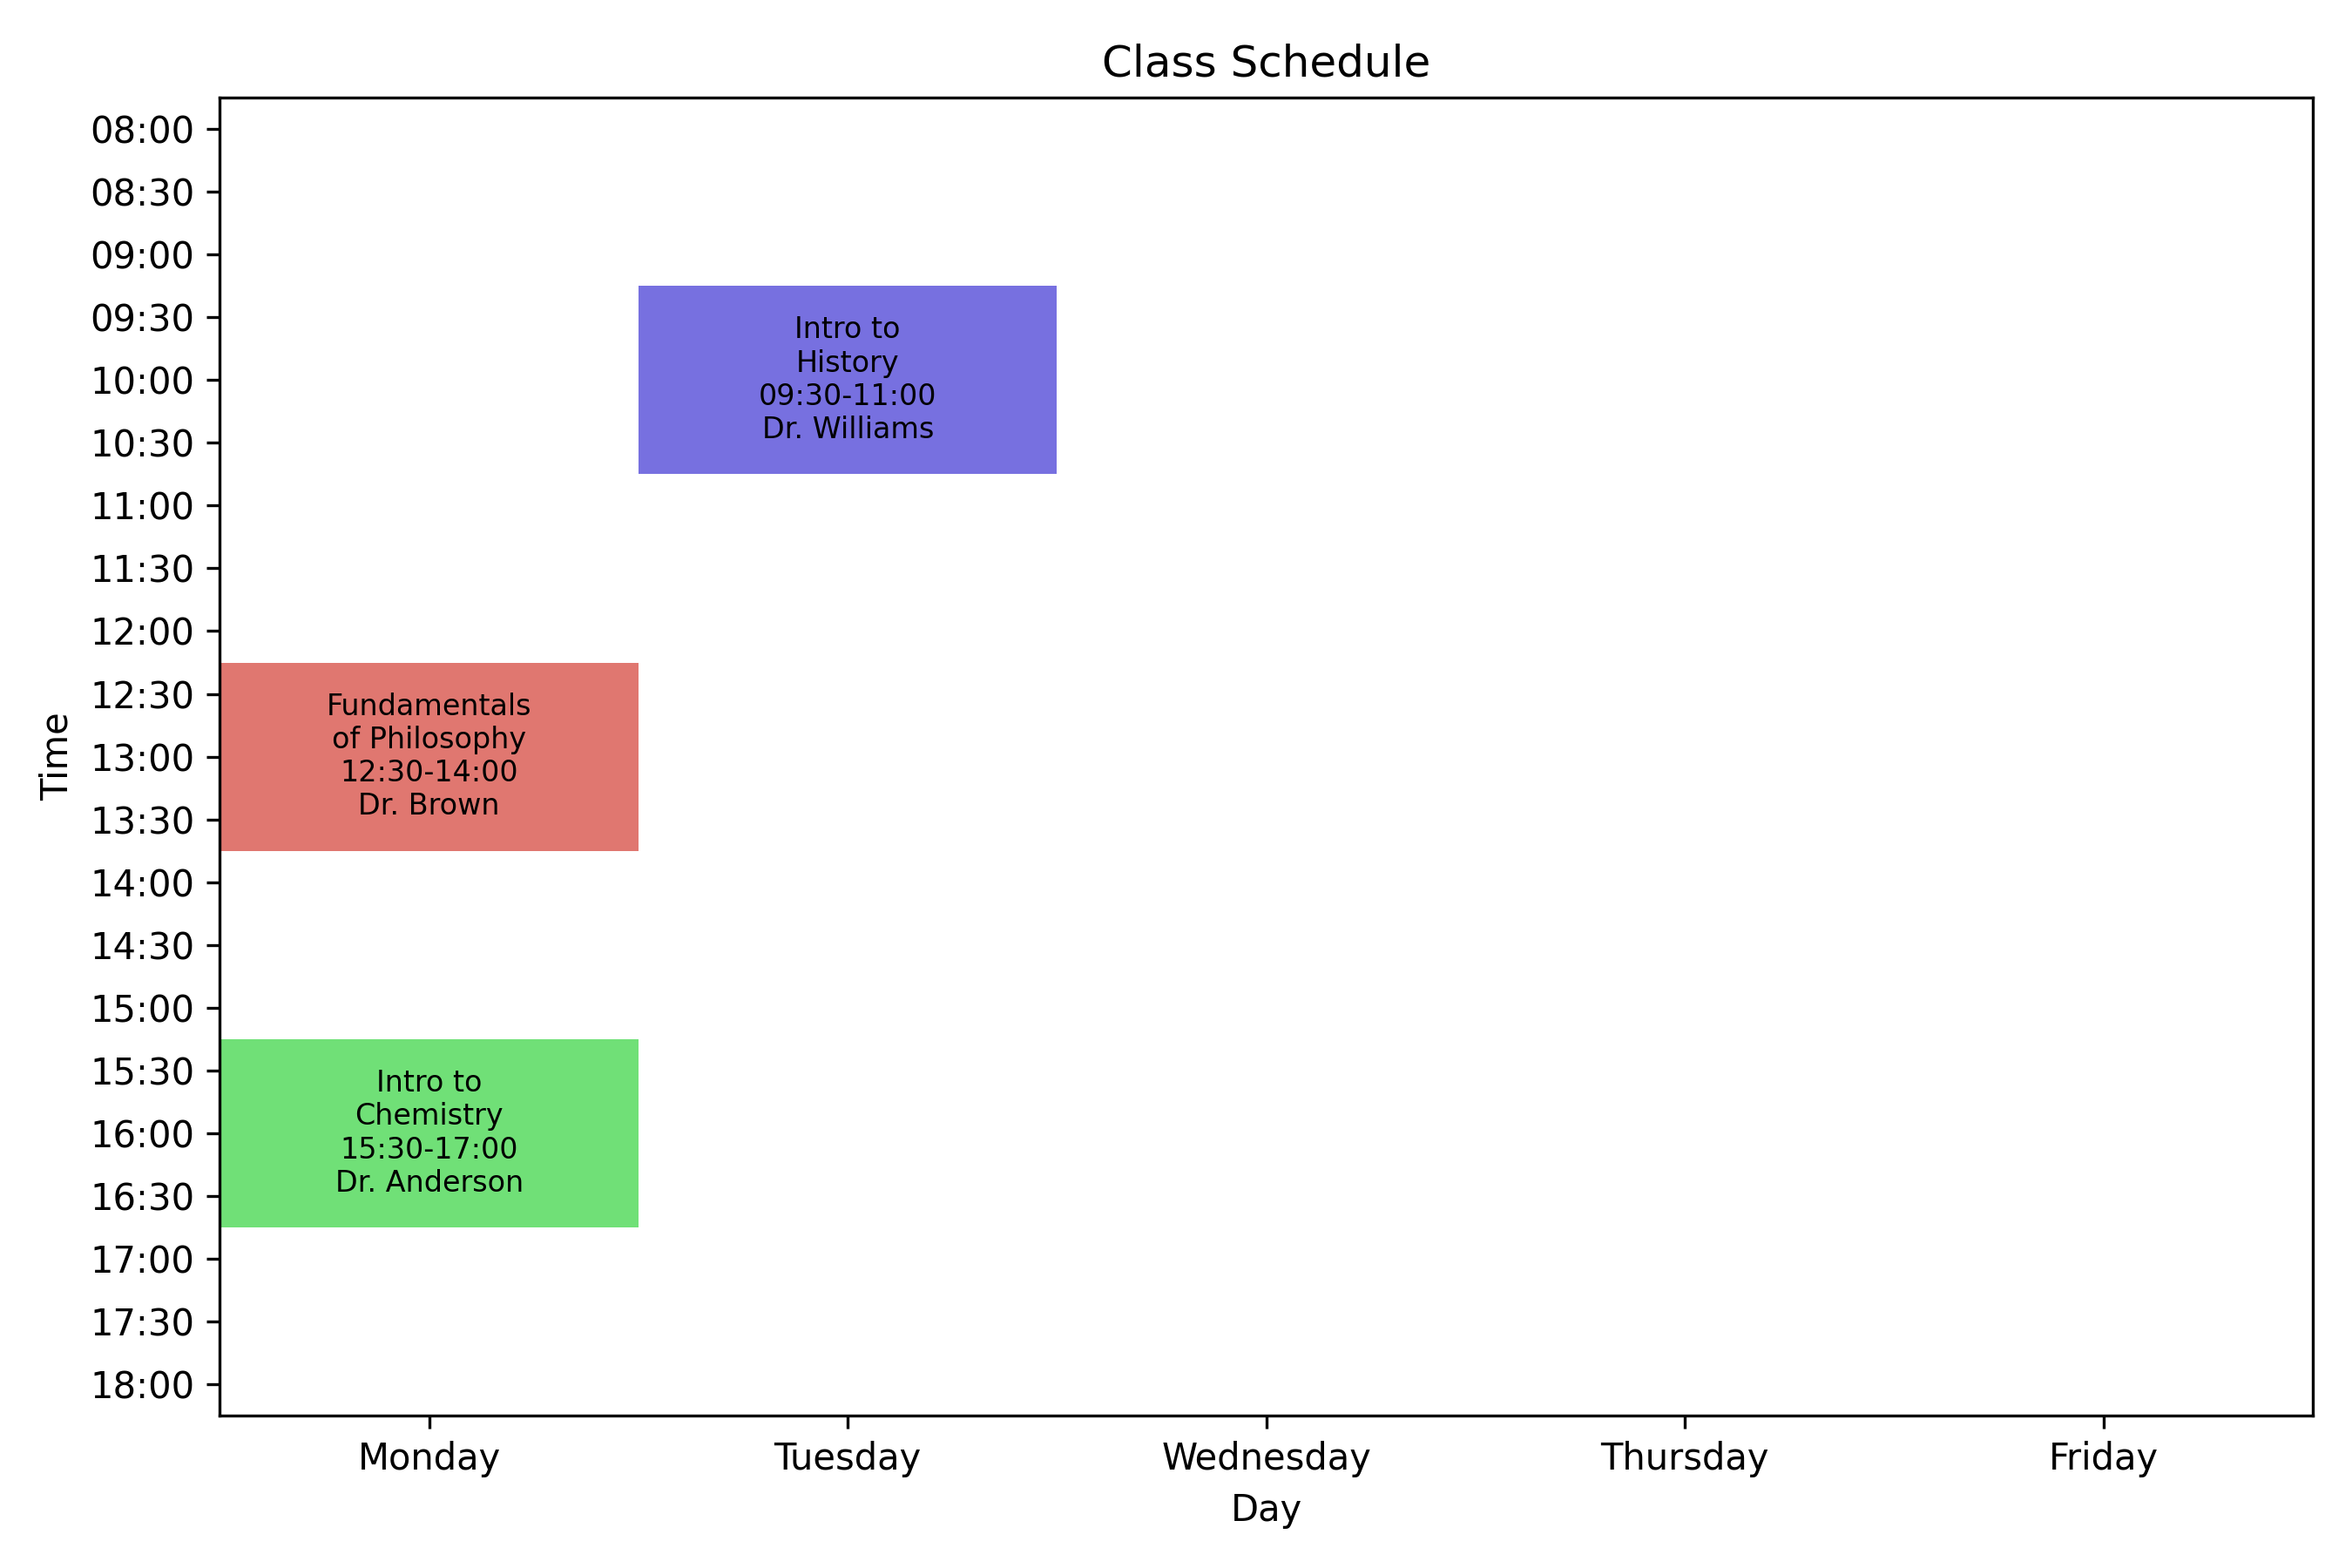 Class Schedule
08:00
08:30
09:00
09:30
10:00
10:30
11:00
11:30
12:00
12:30
13:00
13:30
14:00
14:30
15:00
15:30
16:00
16:30
17:00
17:30
18:00
Time
Intro to
History
09:30-11:00
Dr. Williams
Fundamentals
of Philosophy
12:30-14:00
Dr. Brown
Intro to
Chemistry
15:30-17:00
Dr. Anderson
Monday
Tuesday
Wednesday
Thursday
Friday
Day